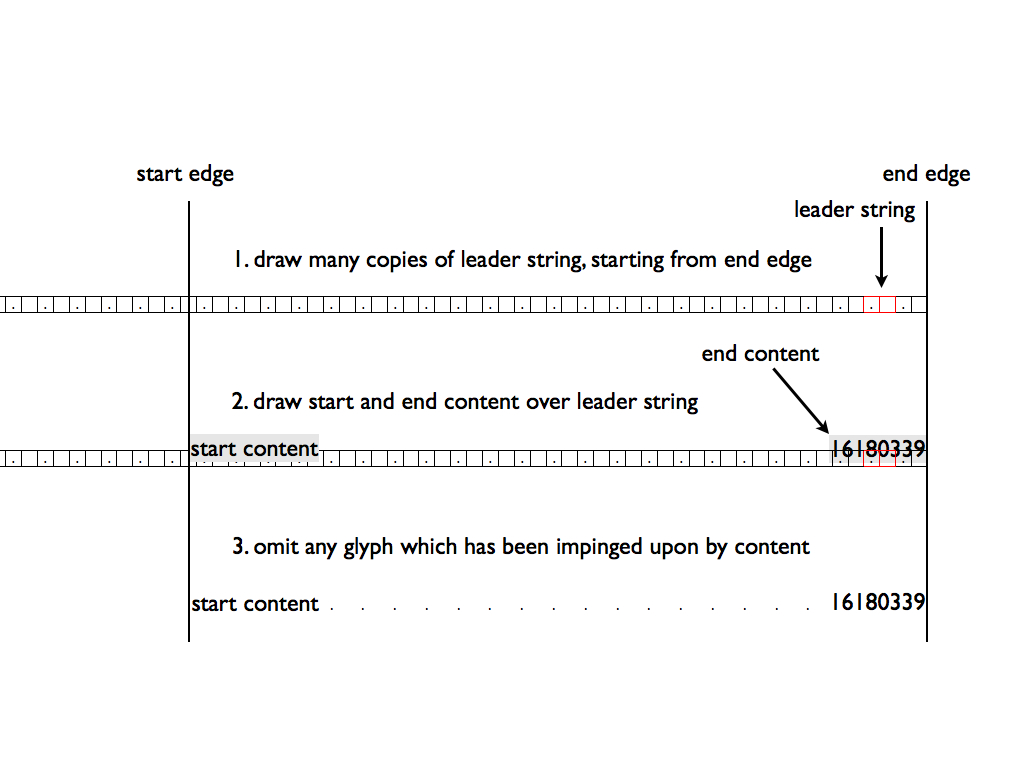 start edge
end edge
leader string
1. draw many copies of leader string, starting from end edge
. . . . . . . . . . . . . . . . . . . . . . . . . . . . .
end content
2. draw start and end content over leader string
start content . . . . . . . . . . . . . . . . 16180339
3. omit any glyph which has been impinged upon by content
start content . . . . . . . . . . . . . . . . 16180339